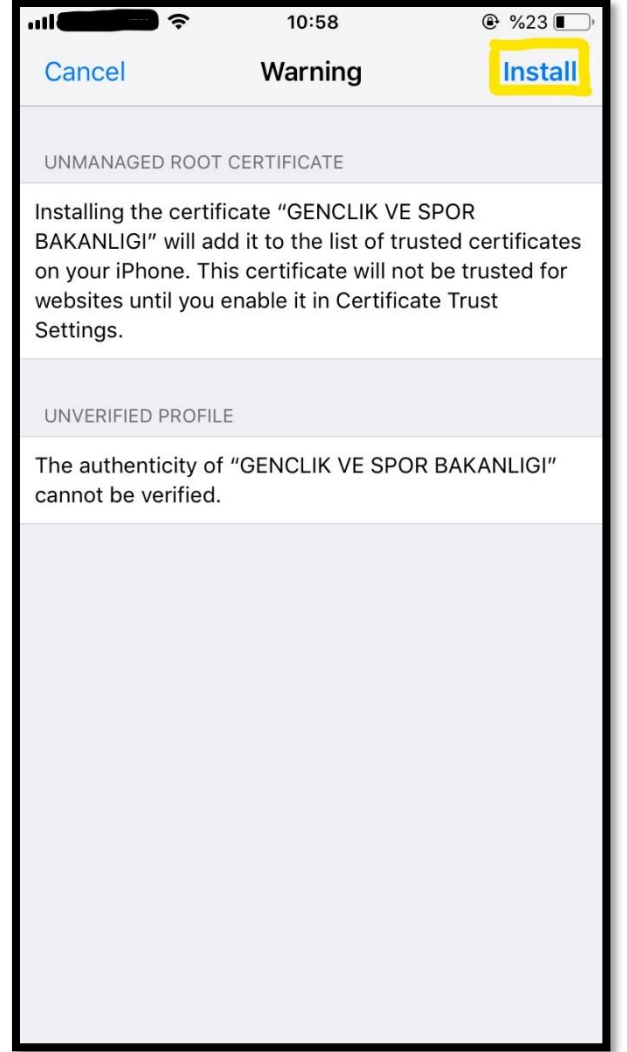 10:58 %23
Cancel Warning Install
UNMANAGED ROOT CERTIFICATE
Installing the certificate “GENCLIK VE SPOR
BAKANLIGI” will add it to the list of trusted certificates
on your iPhone. This certificate will not be trusted for
websites until you enable it in Certificate Trust
Settings.
UNVERIFIED PROFILE
The authenticity of “GENCLIK VE SPOR BAKANLIGI”
cannot be verified.